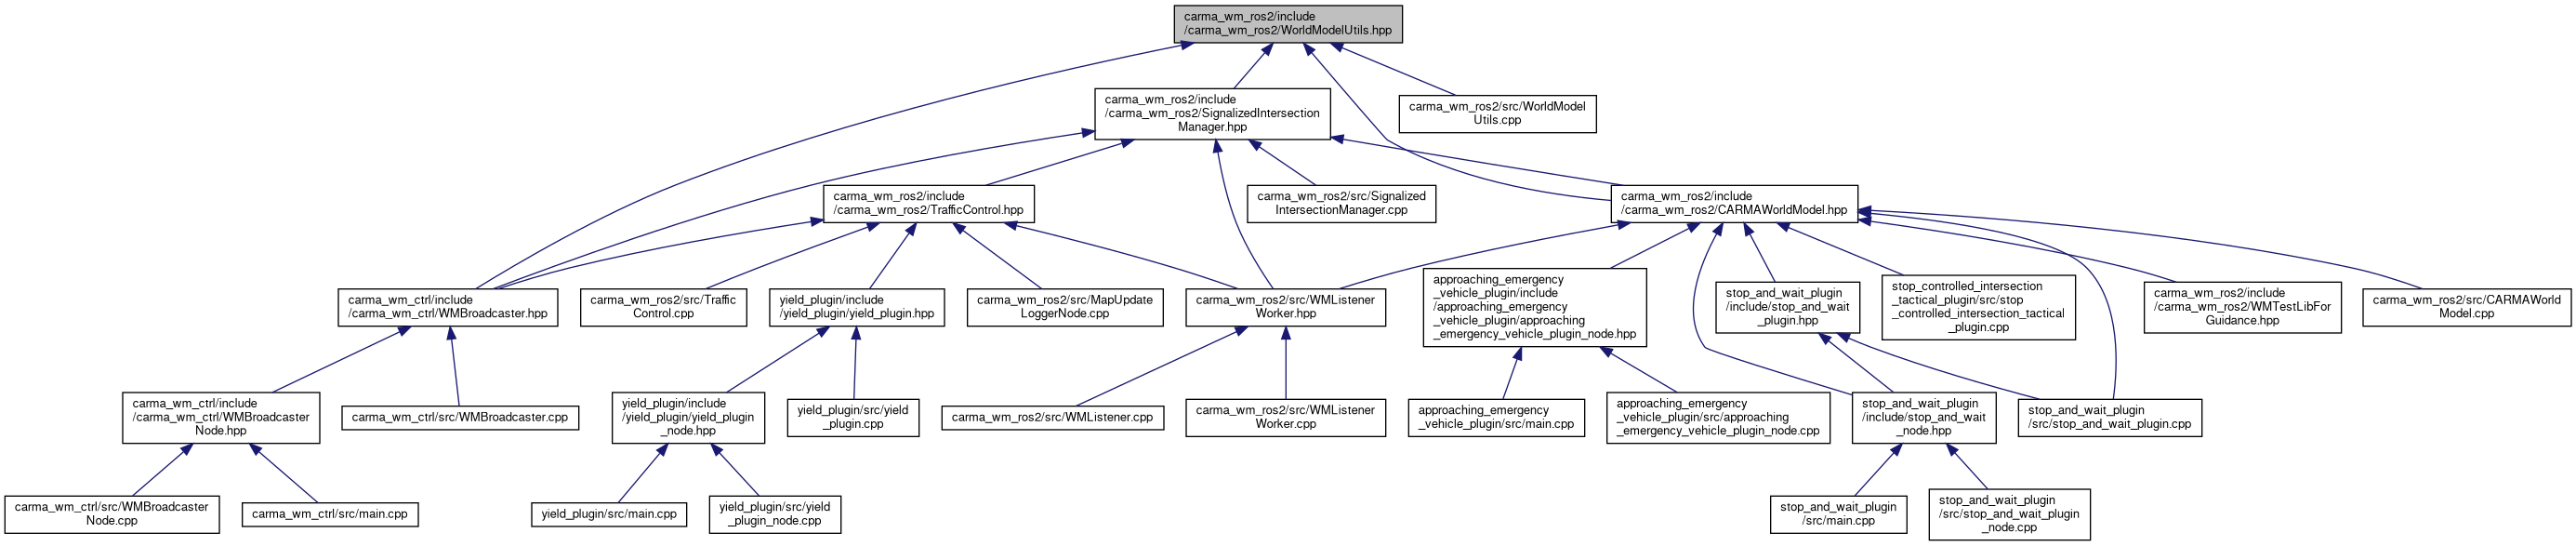 carma_wm_ros2/include
/carma_wm_ros2/WorldModelUtils.hpp
carma_wm_ros2/include
/carma_wm_ros2/SignalizedIntersection
Manager.hpp
carma_wm_ros2/src/WorldModel
Utils.cpp
carma_wm_ros2/include
/carma_wm_ros2/TrafficControl.hpp
carma_wm_ros2/src/Signalized
IntersectionManager.cpp
carma_wm_ros2/include
/carma_wm_ros2/CARMAWorldModel.hpp
carma_wm_ctrl/include
/carma_wm_ctrl/WMBroadcaster.hpp
carma_wm_ros2/src/Traffic
Control.cpp
yield_plugin/include
/yield_plugin/yield_plugin.hpp
carma_wm_ros2/src/MapUpdate
LoggerNode.cpp
carma_wm_ros2/src/WMListener
Worker.hpp
approaching_emergency
_vehicle_plugin/include
/approaching_emergency
_vehicle_plugin/approaching
_emergency_vehicle_plugin_node.hpp
stop_and_wait_plugin
/include/stop_and_wait
_plugin.hpp
stop_controlled_intersection
_tactical_plugin/src/stop
_controlled_intersection_tactical
_plugin.cpp
carma_wm_ros2/include
/carma_wm_ros2/WMTestLibFor
Guidance.hpp
carma_wm_ros2/src/CARMAWorld
Model.cpp
carma_wm_ctrl/include
/carma_wm_ctrl/WMBroadcaster
Node.hpp
carma_wm_ctrl/src/WMBroadcaster.cpp
yield_plugin/include
/yield_plugin/yield_plugin
_node.hpp
yield_plugin/src/yield
_plugin.cpp
carma_wm_ros2/src/WMListener.cpp
carma_wm_ros2/src/WMListener
Worker.cpp
approaching_emergency
_vehicle_plugin/src/main.cpp
approaching_emergency
_vehicle_plugin/src/approaching
_emergency_vehicle_plugin_node.cpp
stop_and_wait_plugin
/include/stop_and_wait
_node.hpp
stop_and_wait_plugin
/src/stop_and_wait_plugin.cpp
carma_wm_ctrl/src/WMBroadcaster
Node.cpp
carma_wm_ctrl/src/main.cpp
yield_plugin/src/main.cpp
yield_plugin/src/yield
_plugin_node.cpp
stop_and_wait_plugin
/src/main.cpp
stop_and_wait_plugin
/src/stop_and_wait_plugin
_node.cpp